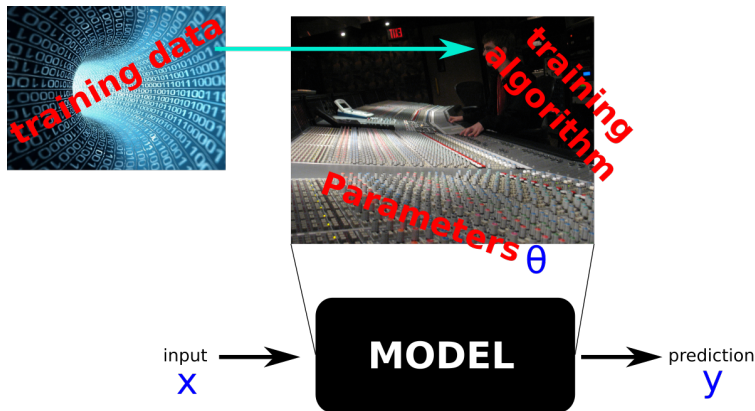 training data
training
algorithm
Parameters
θ
input
x
MODEL
prediction
y